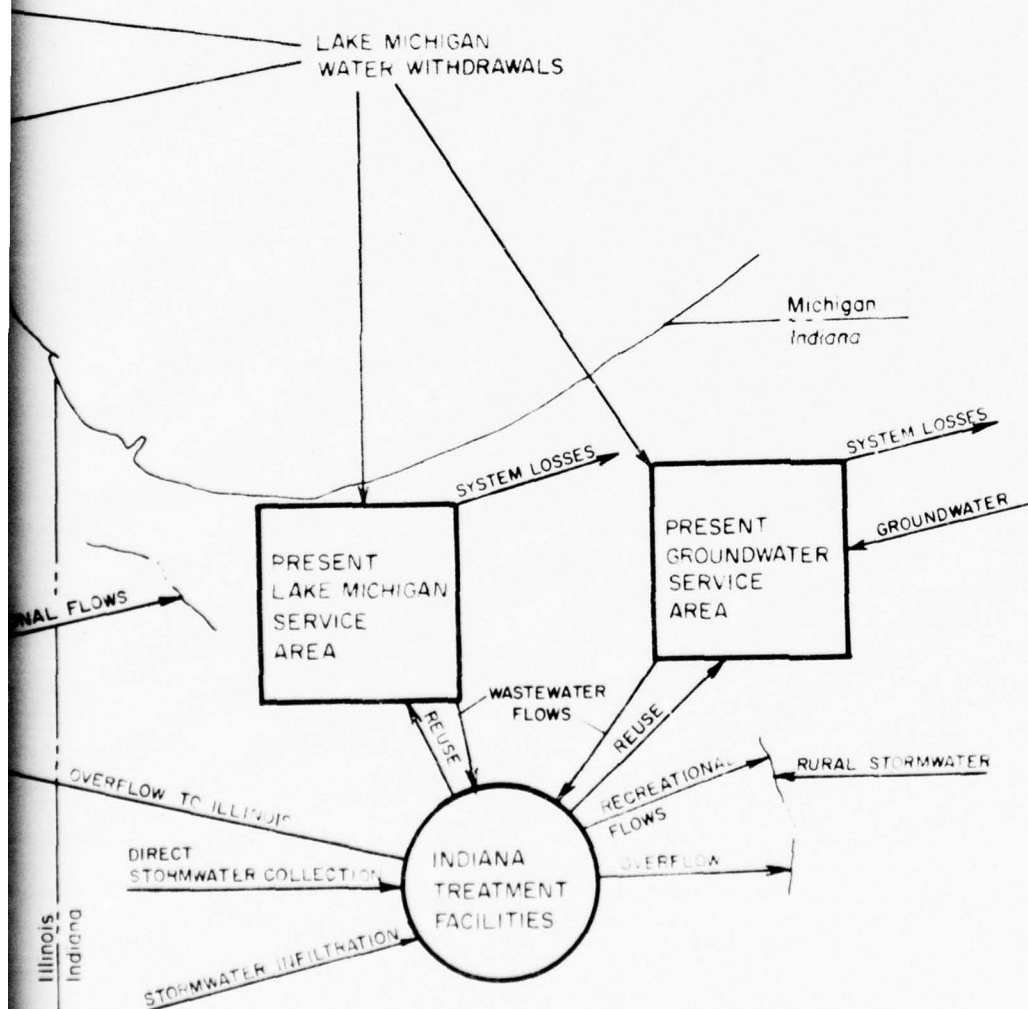 LAKE MICHIGAN
WATER WITHDRAWALS
Michigan
Indiana
SYSTEM LOSSES
SYSTEM LOSSES
GROUNDWATER
PRESENT
LAKE MICHIGAN
SERVICE
AREA
PRESENT
GROUNDWATER
SERVICE
AREA
FLOWS
WASTEWATER
FLOWS
REUSE
REUSE
RECREATIONAL
FLOWS
RURAL STORMWATER
OVERFLOW TO ILLINOIS
DIRECT
STORMWATER COLLECTION
INDIANA
TREATMENT
FACILITIES
OVERFLOW
STORMWATER INFILTRATION
Illinois
Indiana